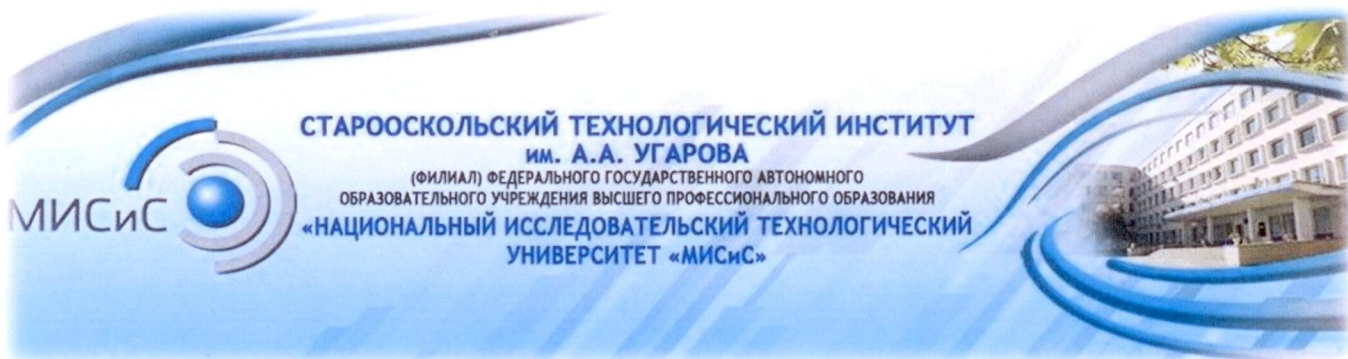 МИСиС
СТАРООСКОЛЬСКИЙ ТЕХНОЛОГИЧЕСКИЙ ИНСТИТУТ
ИМ. А.А. УГАРОВА
(ФИЛИАЛ) ФЕДЕРАЛЬНОГО ГОСУДАРСТВЕННОГО АВТОНОМНОГО
ОБРАЗОВАТЕЛЬНОГО УЧРЕЖДЕНИЯ ВЫСШЕГО ПРОФЕССИОНАЛЬНОГО ОБРАЗОВАНИЯ
«НАЦИОНАЛЬНЫЙ ИССЛЕДОВАТЕЛЬСКИЙ ТЕХНОЛОГИЧЕСКИЙ
УНИВЕРСИТЕТ «МИСиС»